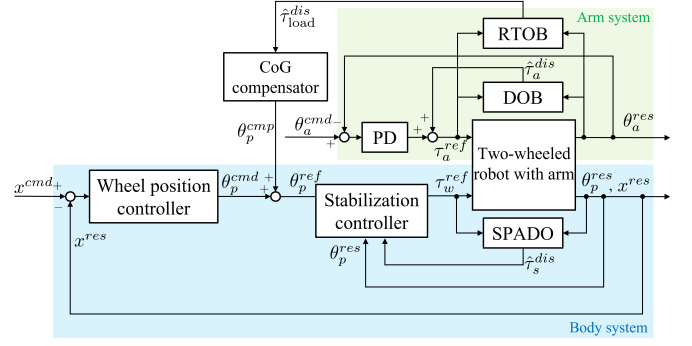 τ̂_load^dis
Arm system
RTOB
CoG
compensator
τ̂_a^dis
DOB
θ_p^cmp
θ_a^cmd
−
+
PD
+
+
τ_a^ref
θ_a^res
Two-wheeled
robot with arm
x^cmd
+
−
Wheel position
controller
θ_p^cmd
+
+
θ_p^ref
Stabilization
controller
τ_w^ref
θ_p^res, x^res
SPADO
x^res
θ_p^res
τ̂_s^dis
Body system